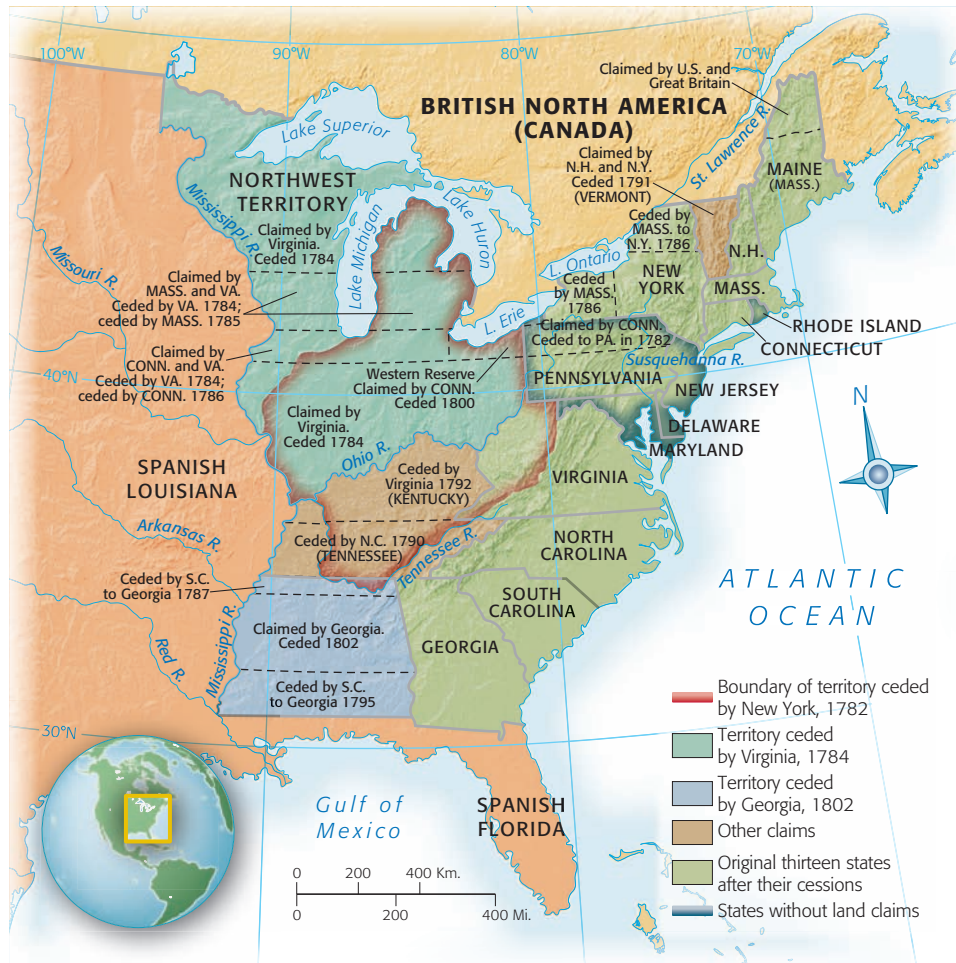 100°W
90°W
80°W
70°W
Claimed by U.S. and
Great Britain
BRITISH NORTH AMERICA
(CANADA)
St. Lawrence R.
Lake Superior
Claimed by
N.H. and N.Y.
Ceded 1791
(VERMONT)
MAINE
(MASS.)
NORTHWEST
TERRITORY
Mississippi R.
Lake Michigan
Lake Huron
Claimed by
Virginia.
Ceded 1784
Ceded by
MASS. to
N.Y. 1786
N.H.
Missouri R.
L. Ontario
NEW
YORK
MASS.
Claimed by
MASS. and VA.
Ceded by VA. 1784;
ceded by MASS. 1785
Ceded
by MASS.
1786
L. Erie
Claimed by CONN.
Ceded to PA. in 1782
RHODE ISLAND
CONNECTICUT
Claimed by
CONN. and VA.
Ceded by VA. 1784;
ceded by CONN. 1786
Susquehanna R.
40°N
Western Reserve
Claimed by CONN.
Ceded 1800
PENNSYLVANIA
NEW JERSEY
N
Claimed by
Virginia.
Ceded 1784
DELAWARE
MARYLAND
Ohio R.
SPANISH
LOUISIANA
Ceded by
Virginia 1792
(KENTUCKY)
VIRGINIA
Arkansas R.
Ceded by N.C. 1790
(TENNESSEE)
Tennessee R.
NORTH
CAROLINA
Ceded by S.C.
to Georgia 1787
SOUTH
CAROLINA
ATLANTIC
OCEAN
Mississippi R.
Red R.
Claimed by Georgia.
Ceded 1802
GEORGIA
Ceded by S.C.
to Georgia 1795
30°N
Gulf of
Mexico
SPANISH
FLORIDA
Boundary of territory ceded
by New York, 1782
Territory ceded
by Virginia, 1784
Territory ceded
by Georgia, 1802
Other claims
Original thirteen states
after their cessions
States without land claims
0 200 400 Km.
0 200 400 Mi.